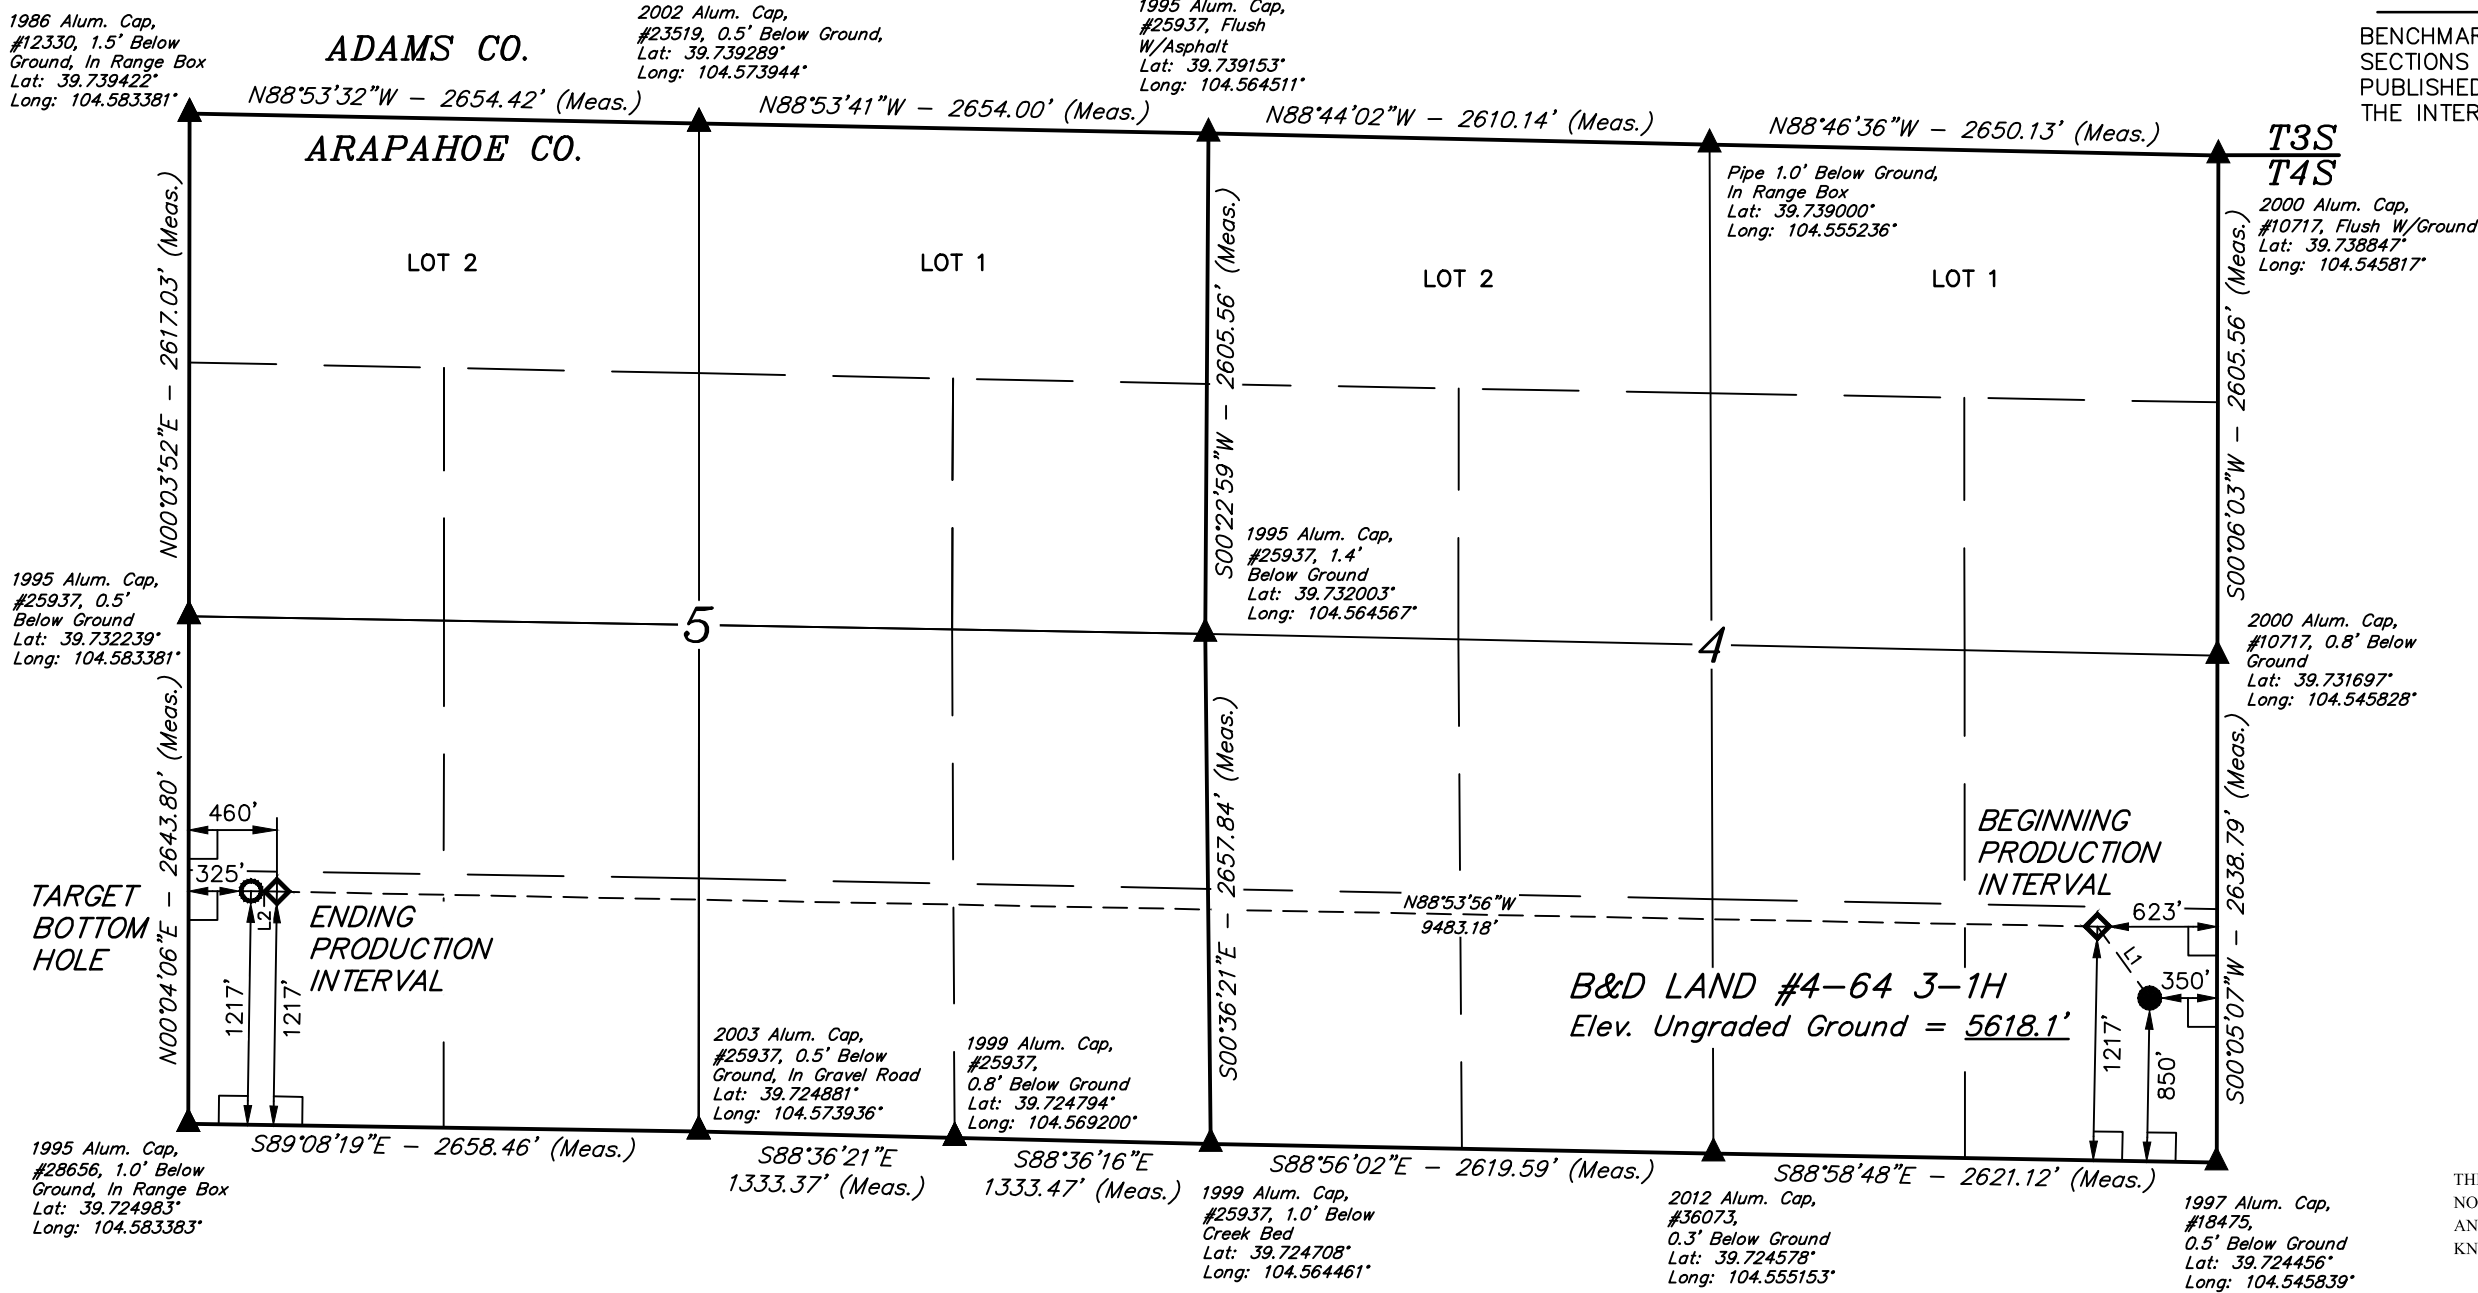 1986 Alum. Cap,
#12330, 1.5' Below
Ground, In Range Box
Lat: 39.739422°
Long: 104.583381°
ADAMS CO.
2002 Alum. Cap,
#23519, 0.5' Below Ground,
Lat: 39.739289°
Long: 104.573944°
1995 Alum. Cap,
#25937, Flush
W/Asphalt
Lat: 39.739153°
Long: 104.564511°
BENCHMAR
SECTIONS
PUBLISHED
THE INTER
N88°53'32"W - 2654.42' (Meas.)
N88°53'41"W - 2654.00' (Meas.)
N88°44'02"W - 2610.14' (Meas.)
N88°46'36"W - 2650.13' (Meas.)
ARAPAHOE CO.
T3S
T4S
Pipe 1.0' Below Ground,
In Range Box
Lat: 39.739000°
Long: 104.555236°
2000 Alum. Cap,
#10717, Flush W/Ground
Lat: 39.738847°
Long: 104.545817°
LOT 2
LOT 1
LOT 2
LOT 1
N00°03'52"E - 2617.03' (Meas.)
S00°22'59"W - 2605.56' (Meas.)
S00°06'03"W - 2605.56' (Meas.)
1995 Alum. Cap,
#25937, 0.5'
Below Ground
Lat: 39.732239°
Long: 104.583381°
5
1995 Alum. Cap,
#25937, 1.4'
Below Ground
Lat: 39.732003°
Long: 104.564567°
4
2000 Alum. Cap,
#10717, 0.8' Below
Ground
Lat: 39.731697°
Long: 104.545828°
N00°04'06"E - 2643.80' (Meas.)
S00°36'21"E - 2657.84' (Meas.)
S00°05'07"W - 2638.79' (Meas.)
460'
325'
L2
TARGET
BOTTOM
HOLE
ENDING
PRODUCTION
INTERVAL
1217'
1217'
N88°53'56"W
9483.18'
BEGINNING
PRODUCTION
INTERVAL
623'
L1
350'
B&D LAND #4-64 3-1H
Elev. Ungraded Ground = 5618.1'
1217'
850'
2003 Alum. Cap,
#25937, 0.5' Below
Ground, In Gravel Road
Lat: 39.724881°
Long: 104.573936°
1999 Alum. Cap,
#25937,
0.8' Below Ground
Lat: 39.724794°
Long: 104.569200°
S89°08'19"E - 2658.46' (Meas.)
S88°36'21"E
1333.37' (Meas.)
S88°36'16"E
1333.47' (Meas.)
S88°56'02"E - 2619.59' (Meas.)
S88°58'48"E - 2621.12' (Meas.)
1995 Alum. Cap,
#28656, 1.0' Below
Ground, In Range Box
Lat: 39.724983°
Long: 104.583383°
1999 Alum. Cap,
#25937, 1.0' Below
Creek Bed
Lat: 39.724708°
Long: 104.564461°
2012 Alum. Cap,
#36073,
0.3' Below Ground
Lat: 39.724578°
Long: 104.555153°
1997 Alum. Cap,
#18475,
0.5' Below Ground
Lat: 39.724456°
Long: 104.545839°
NO
AN
KN